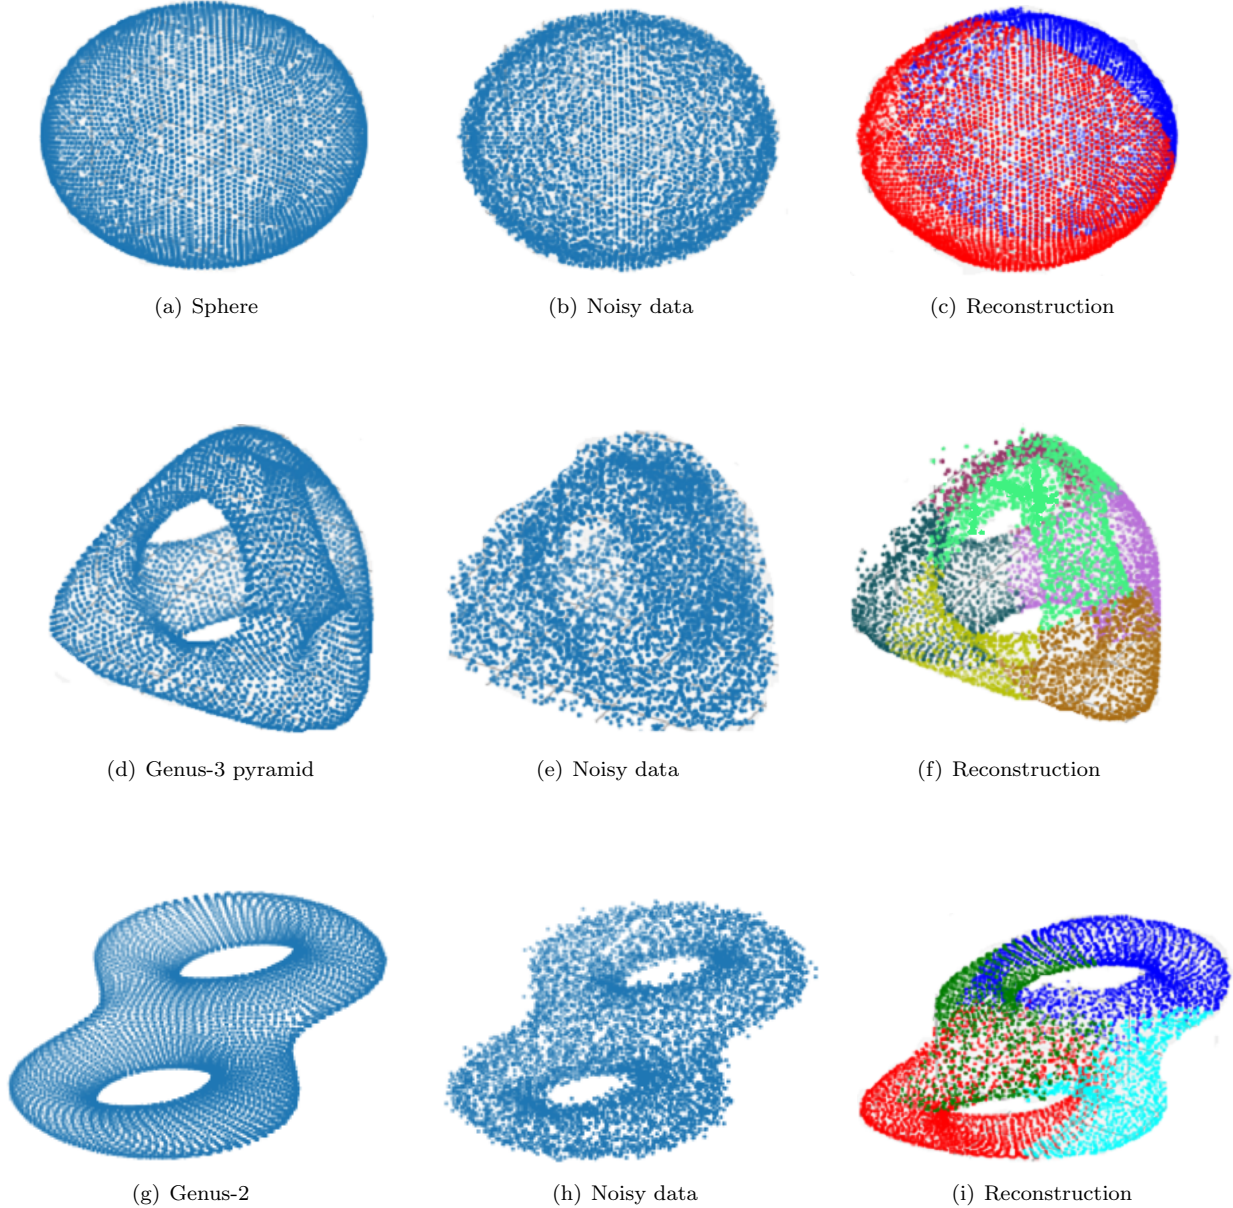 (a) Sphere
(b) Noisy data
(c) Reconstruction
(d) Genus-3 pyramid
(e) Noisy data
(f) Reconstruction
(g) Genus-2
(h) Noisy data
(i) Reconstruction